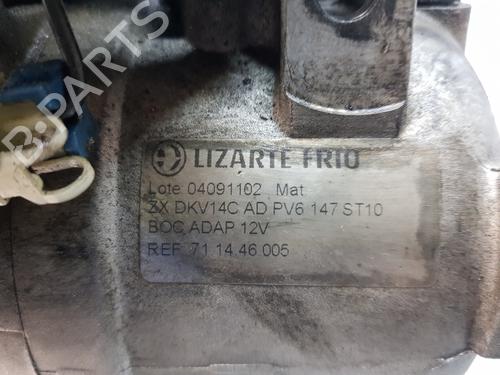 B-PARTS
LIZARTE FRIO
Lote 04091102 Mat
ZX DKV14C AD PV6 147 ST10
BOC ADAP 12V
REF 71 14 46 005